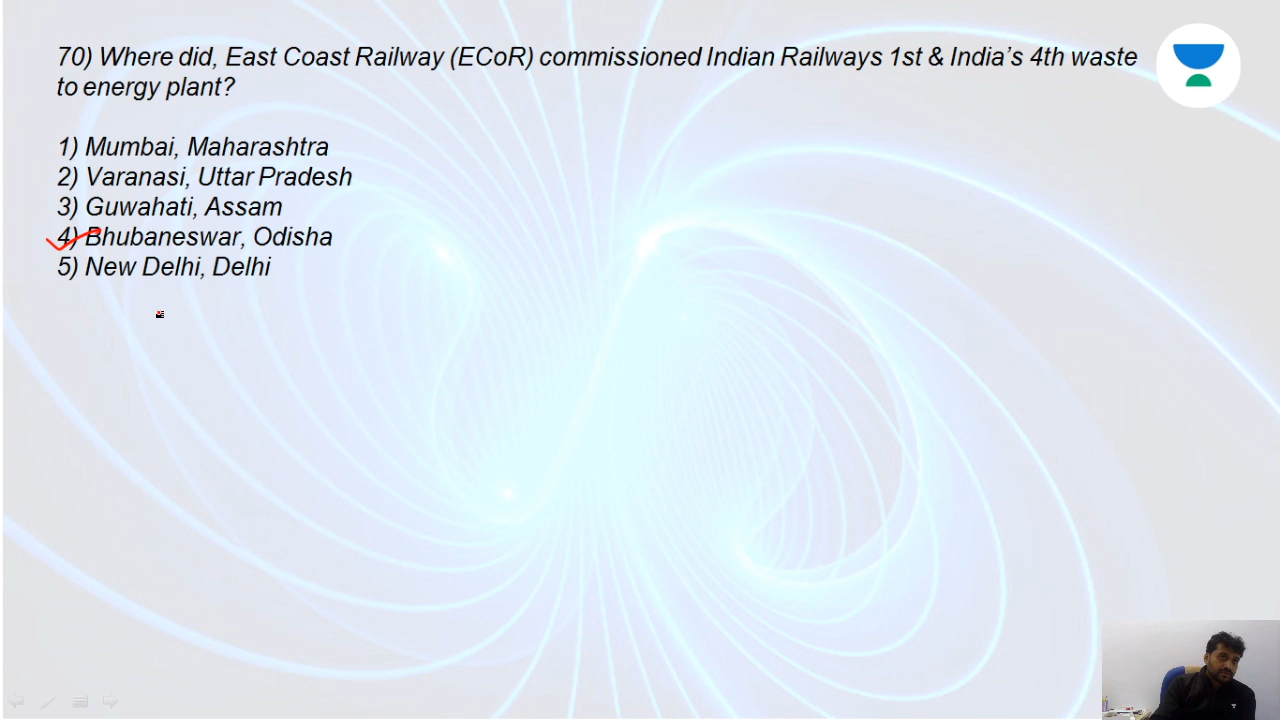 70) Where did, East Coast Railway (ECoR) commissioned Indian Railways 1st & India’s 4th waste
to energy plant?
1) Mumbai, Maharashtra
2) Varanasi, Uttar Pradesh
3) Guwahati, Assam
4) Bhubaneswar, Odisha
5) New Delhi, Delhi